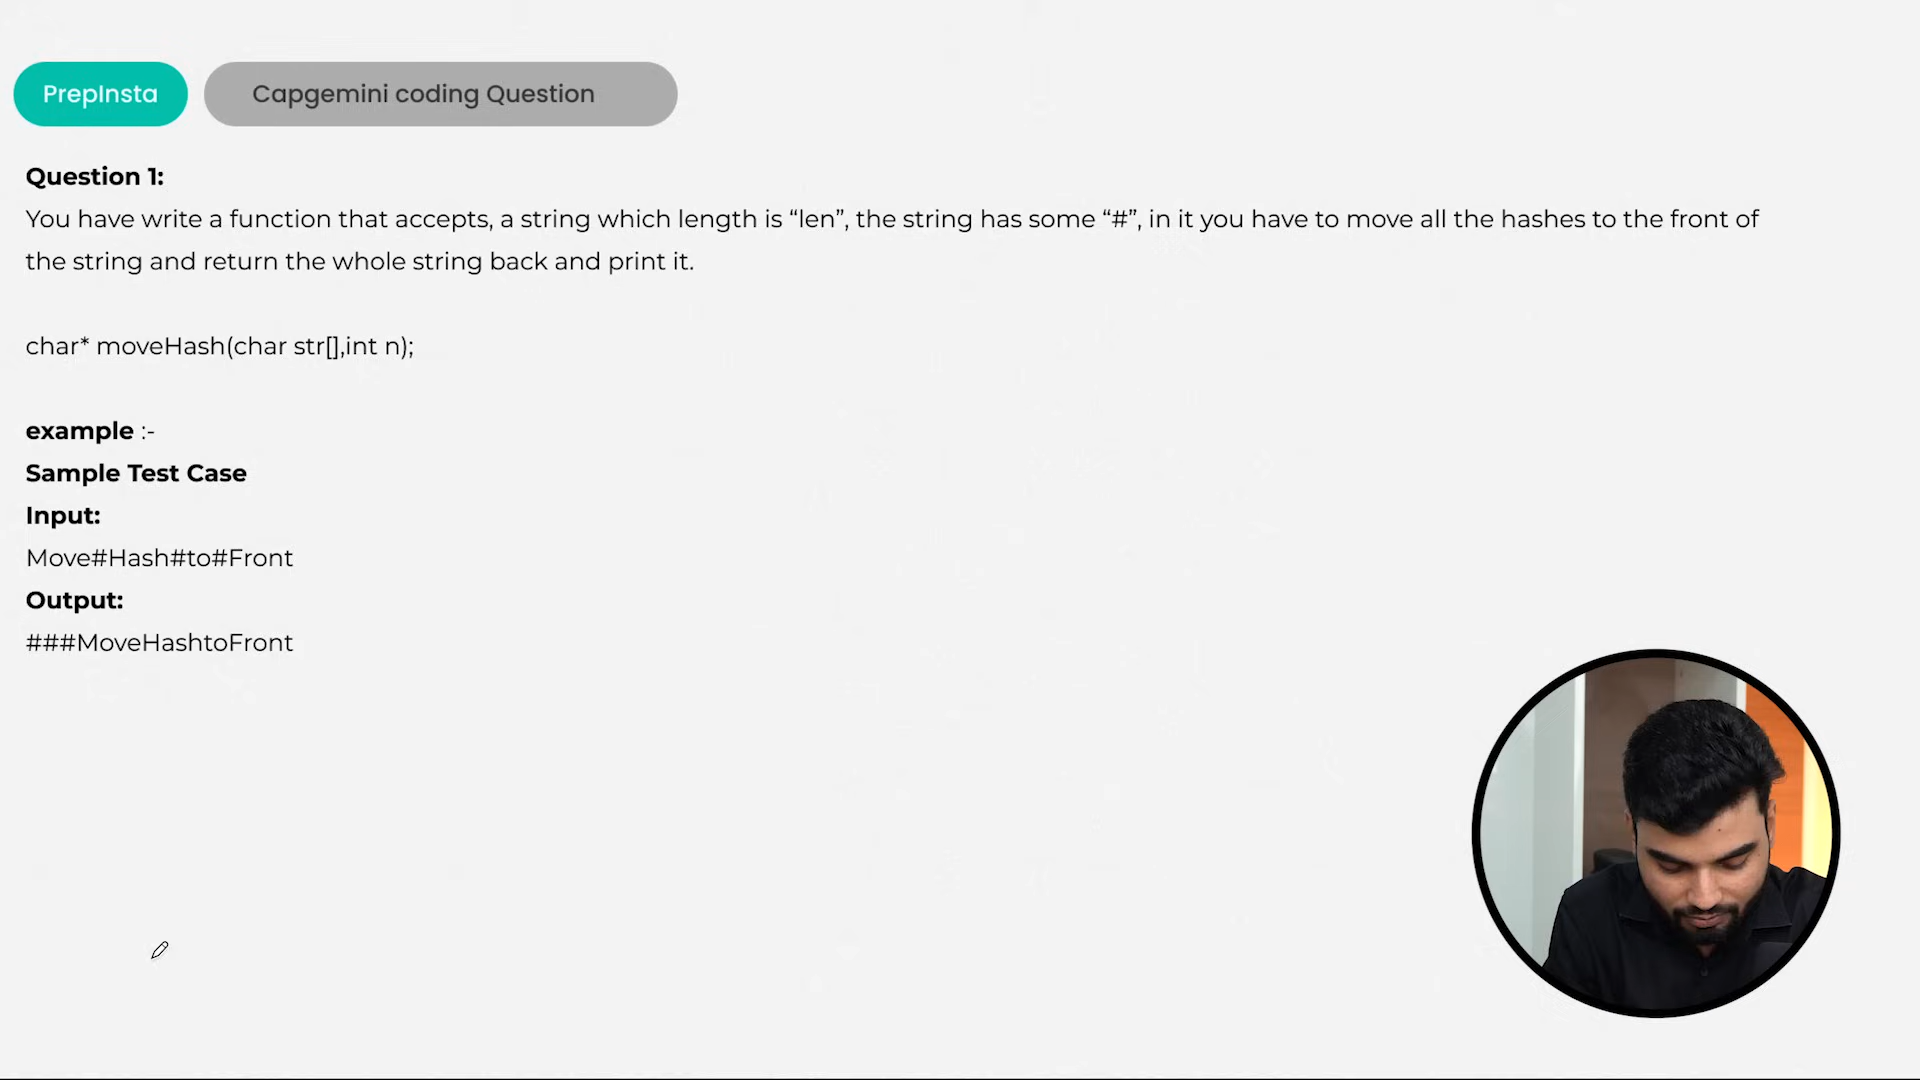 PrepInsta
Capgemini coding Question
Question 1:
You have write a function that accepts, a string which length is “len”, the string has some “#”, in it you have to move all the hashes to the front of
the string and return the whole string back and print it.
char* moveHash(char str[],int n);
example :-
Sample Test Case
Input:
Move#Hash#to#Front
Output:
###MoveHashtoFront